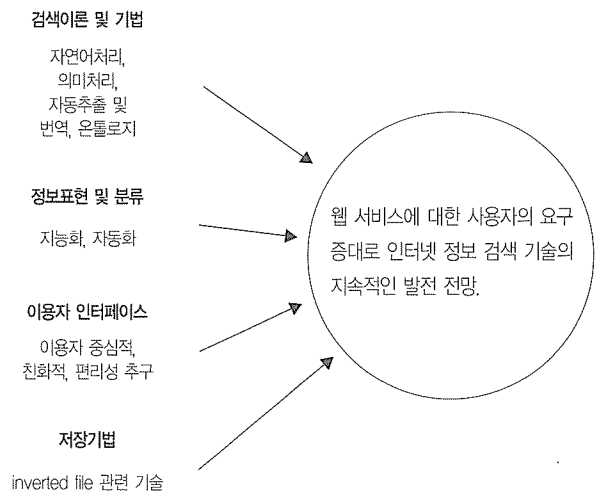 검색이론 및 기법
자연어처리,
의미처리,
자동추출 및
번역, 온톨로지
정보표현 및 분류
지능화, 자동화
이용자 인터페이스
이용자 중심적,
친화적, 편리성 추구
저장기법
inverted file 관련 기술
웹 서비스에 대한 사용자의 요구
증대로 인터넷 정보 검색 기술의
지속적인 발전 전망.